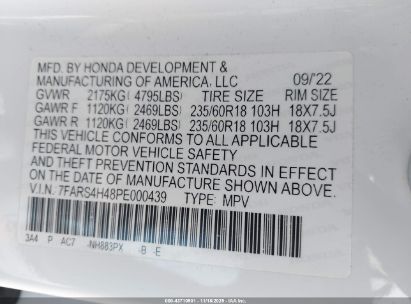 MFD. BY HONDA DEVELOPMENT &
MANUFACTURING OF AMERICA, LLC 09/'22
GVWR 2175KG( 4795LBS) TIRE SIZE RIM SIZE
GAWR F 1120KG( 2469LBS) 235/60R18 103H 18X7.5J
GAWR R 1120KG( 2469LBS) 235/60R18 103H 18X7.5J
THIS VEHICLE CONFORMS TO ALL APPLICABLE
FEDERAL MOTOR VEHICLE SAFETY
AND THEFT PREVENTION STANDARDS IN EFFECT
ON THE DATE OF MANUFACTURE SHOWN ABOVE.
V.I.N. 7FARS4H48PE000439 TYPE: MPV
3A4 P AC7 NH883PX -B -E